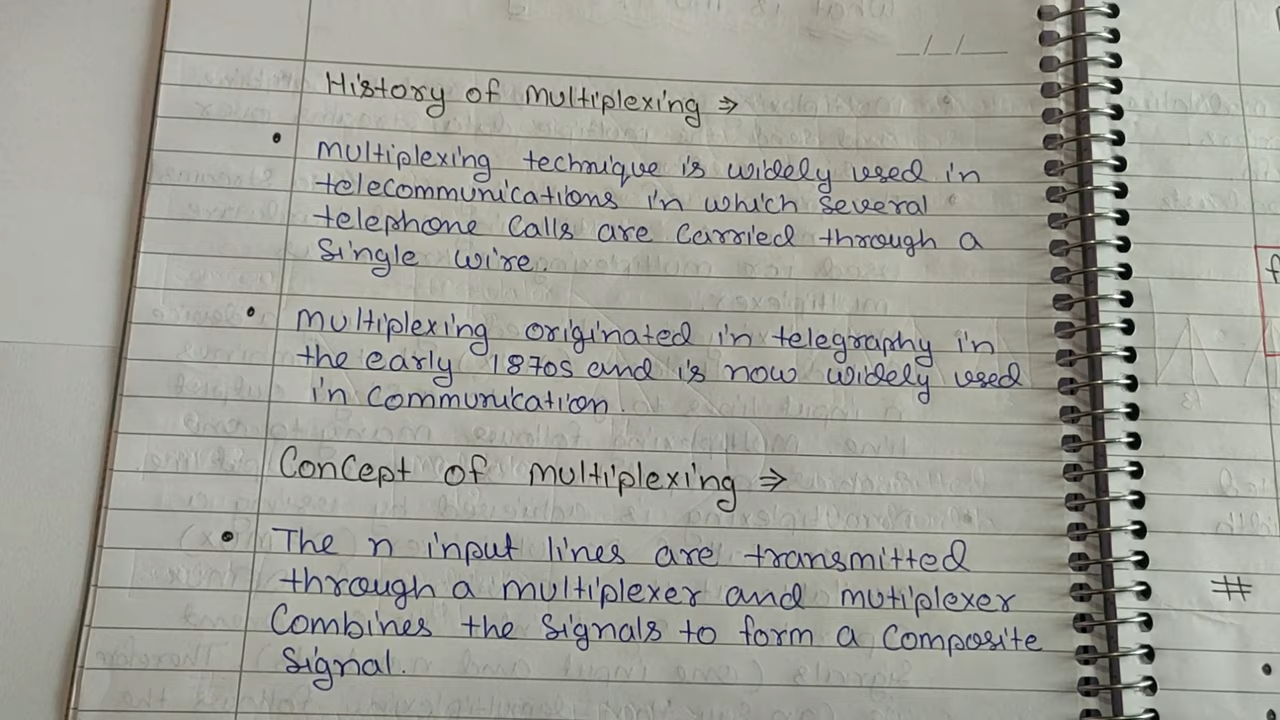 _/_/__
History of multiplexing ⇒
• multiplexing technique is widely used in
telecommunications in which several
telephone calls are carried through a
single wire.
• multiplexing originated in telegraphy in
the early 1870s and is now widely used
in communication.
Concept of multiplexing ⇒
• The n input lines are transmitted
through a multiplexer and mutiplexer
Combines the signals to form a composite
signal.
#